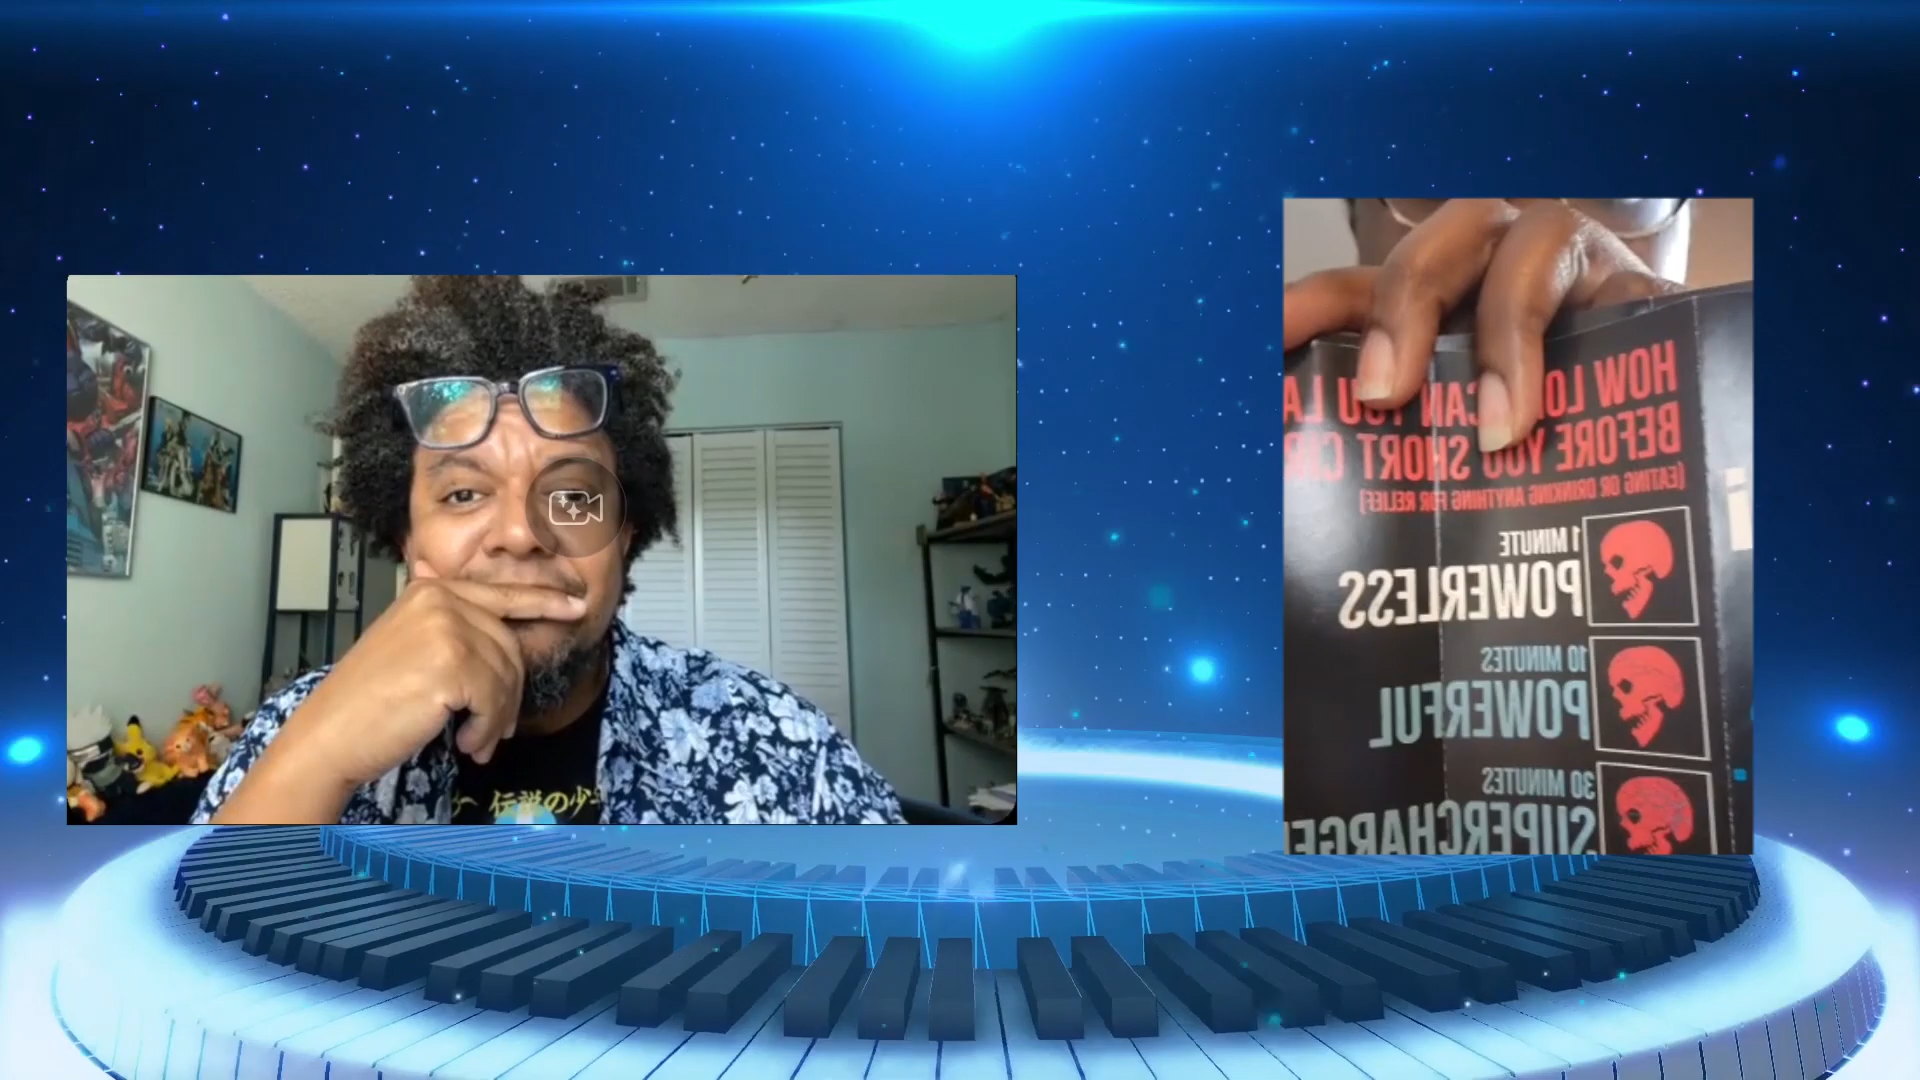 伝説の少
HOW LO CAN YOU LA
BEFORE YOU SHORT CIR
(EATING OR DRINKING ANYTHING FOR RELIEF)
1 MINUTE
POWERLESS
10 MINUTES
POWERFUL
30 MINUTES
SUPERCHARGE